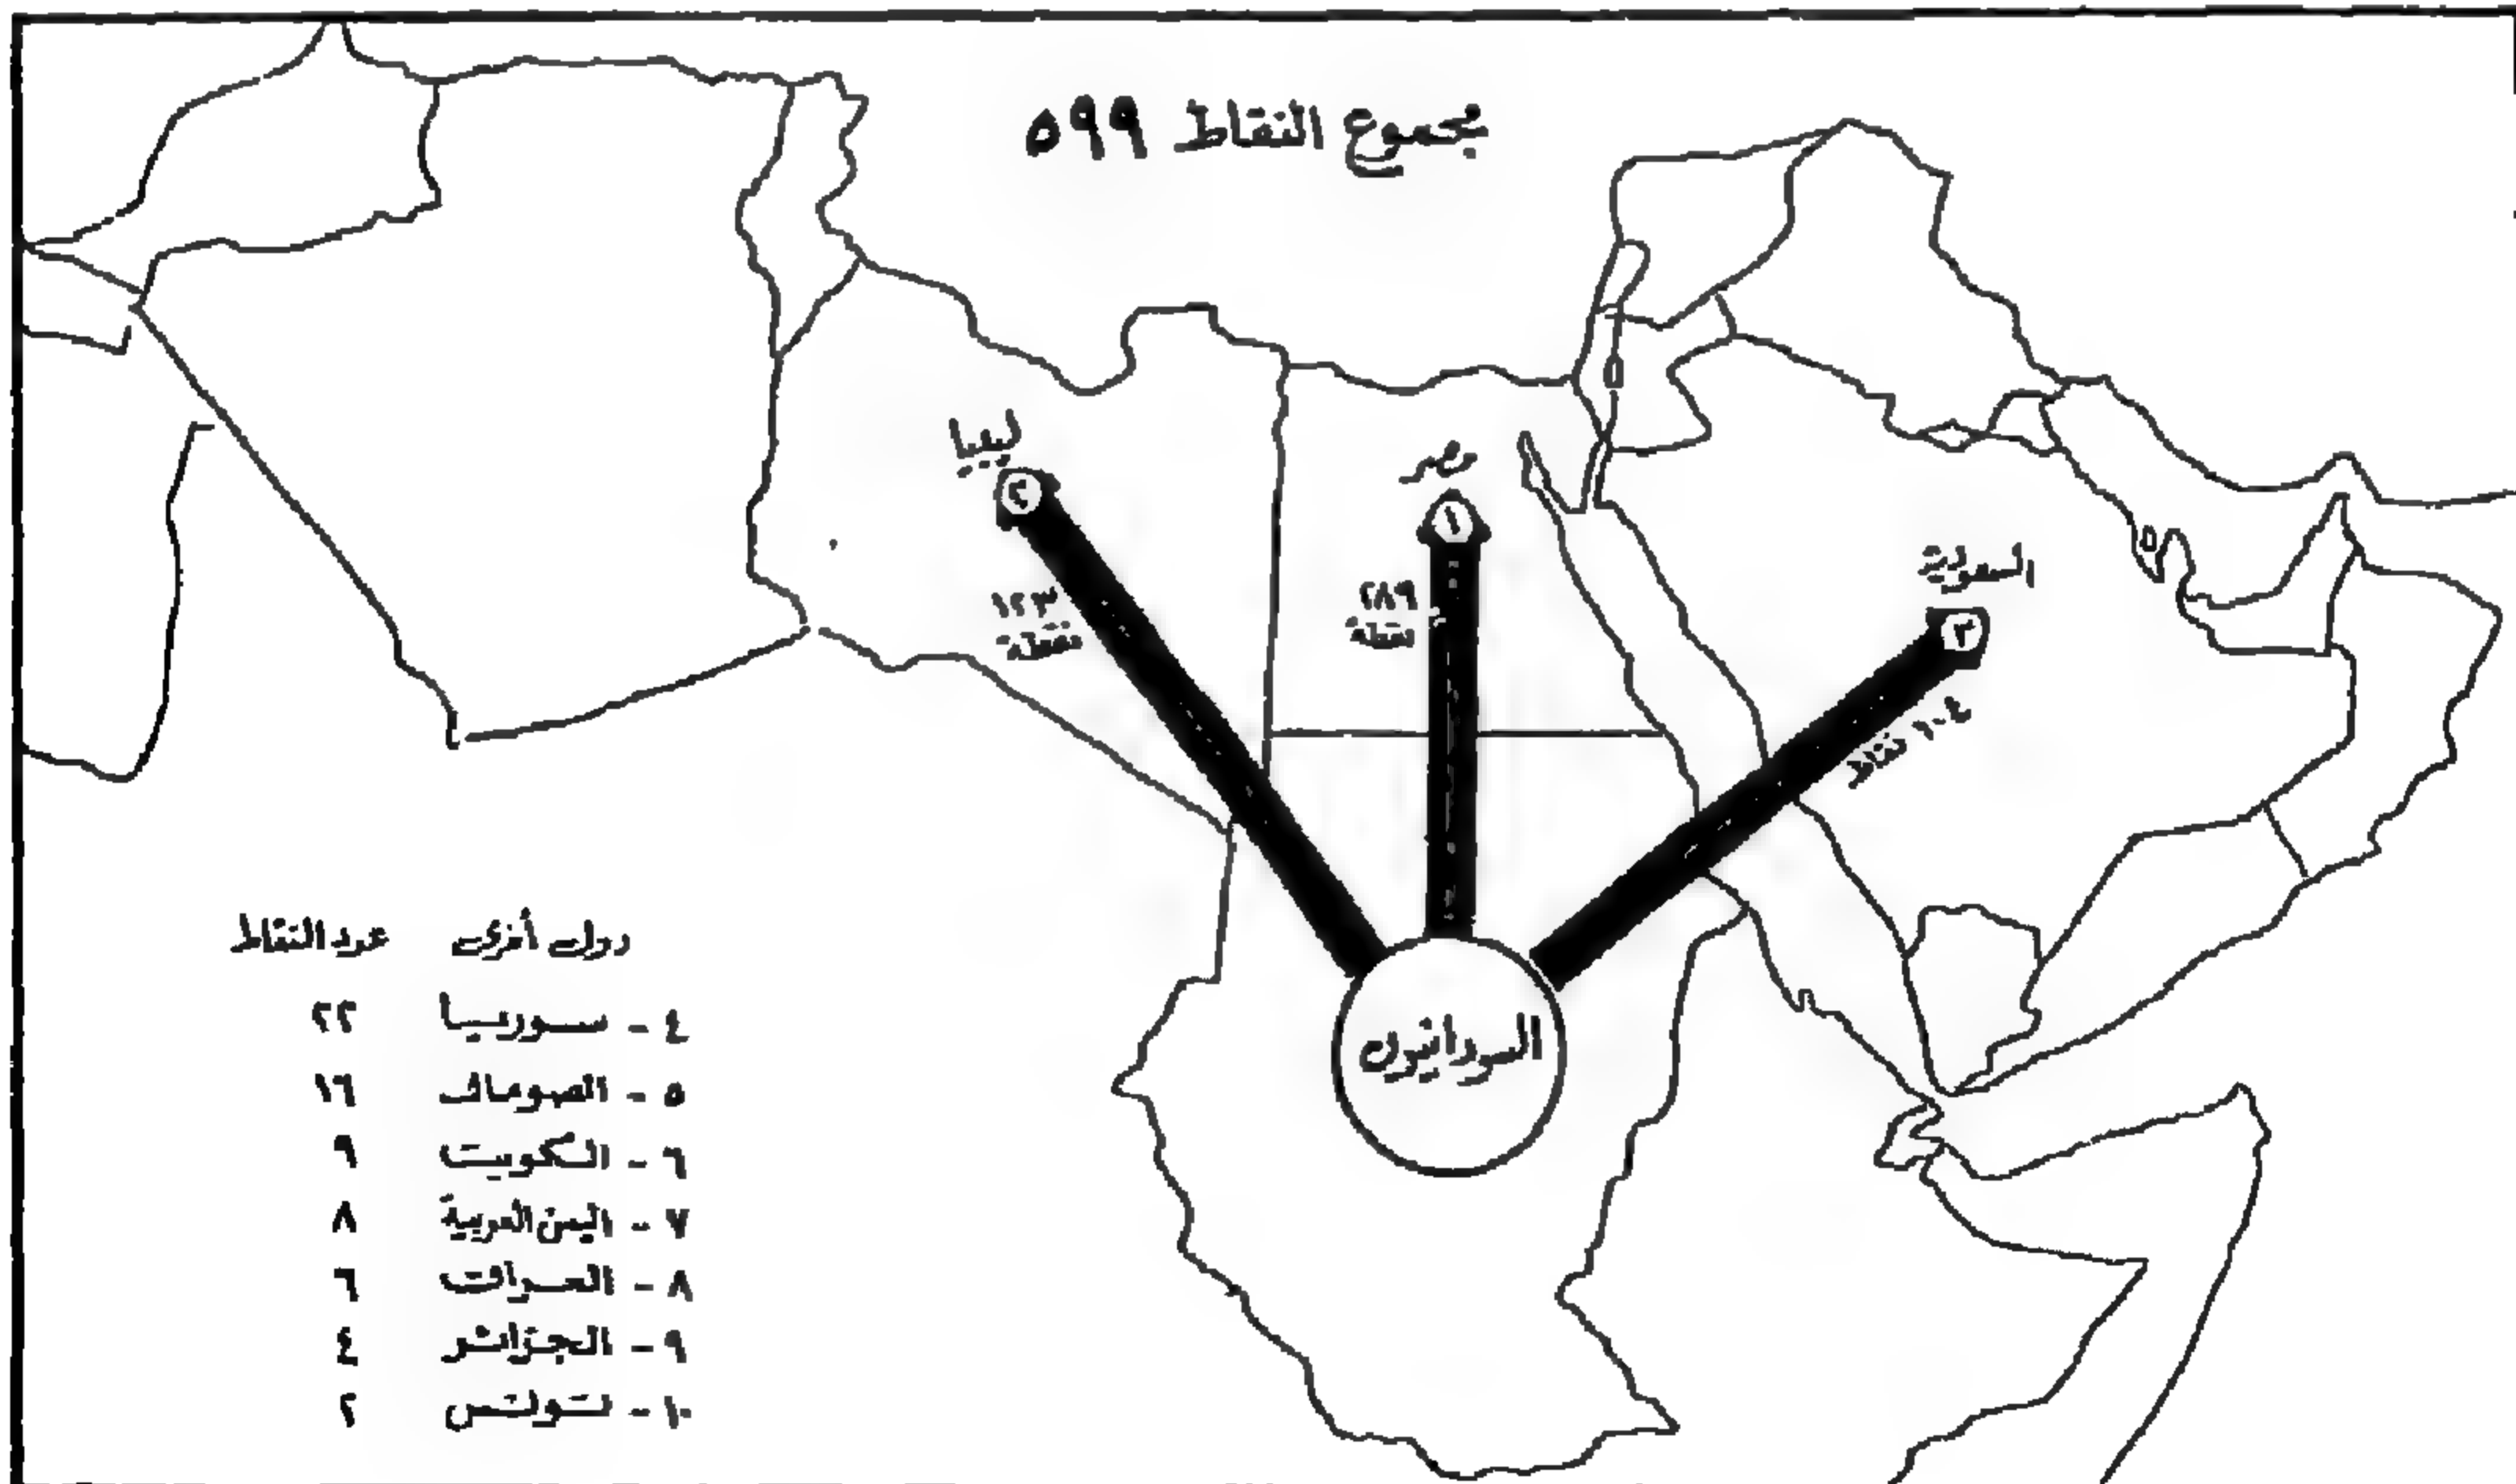 مجموع النقاط ٥٩٩
ليبيا
٢
١٢٣
نقطة
مصر
١
٢٨٩
نقطة
السعودية
٣
١٠٤ نقاط
السودانيون
دول أخرى عدد النقاط
٤ - سوريا ٢٢
٥ - الصومال ١٦
٦ - الكويت ٩
٧ - اليمن العربية ٨
٨ - العراق ٦
٩ - الجزائر ٤
١٠ - تونس ٢